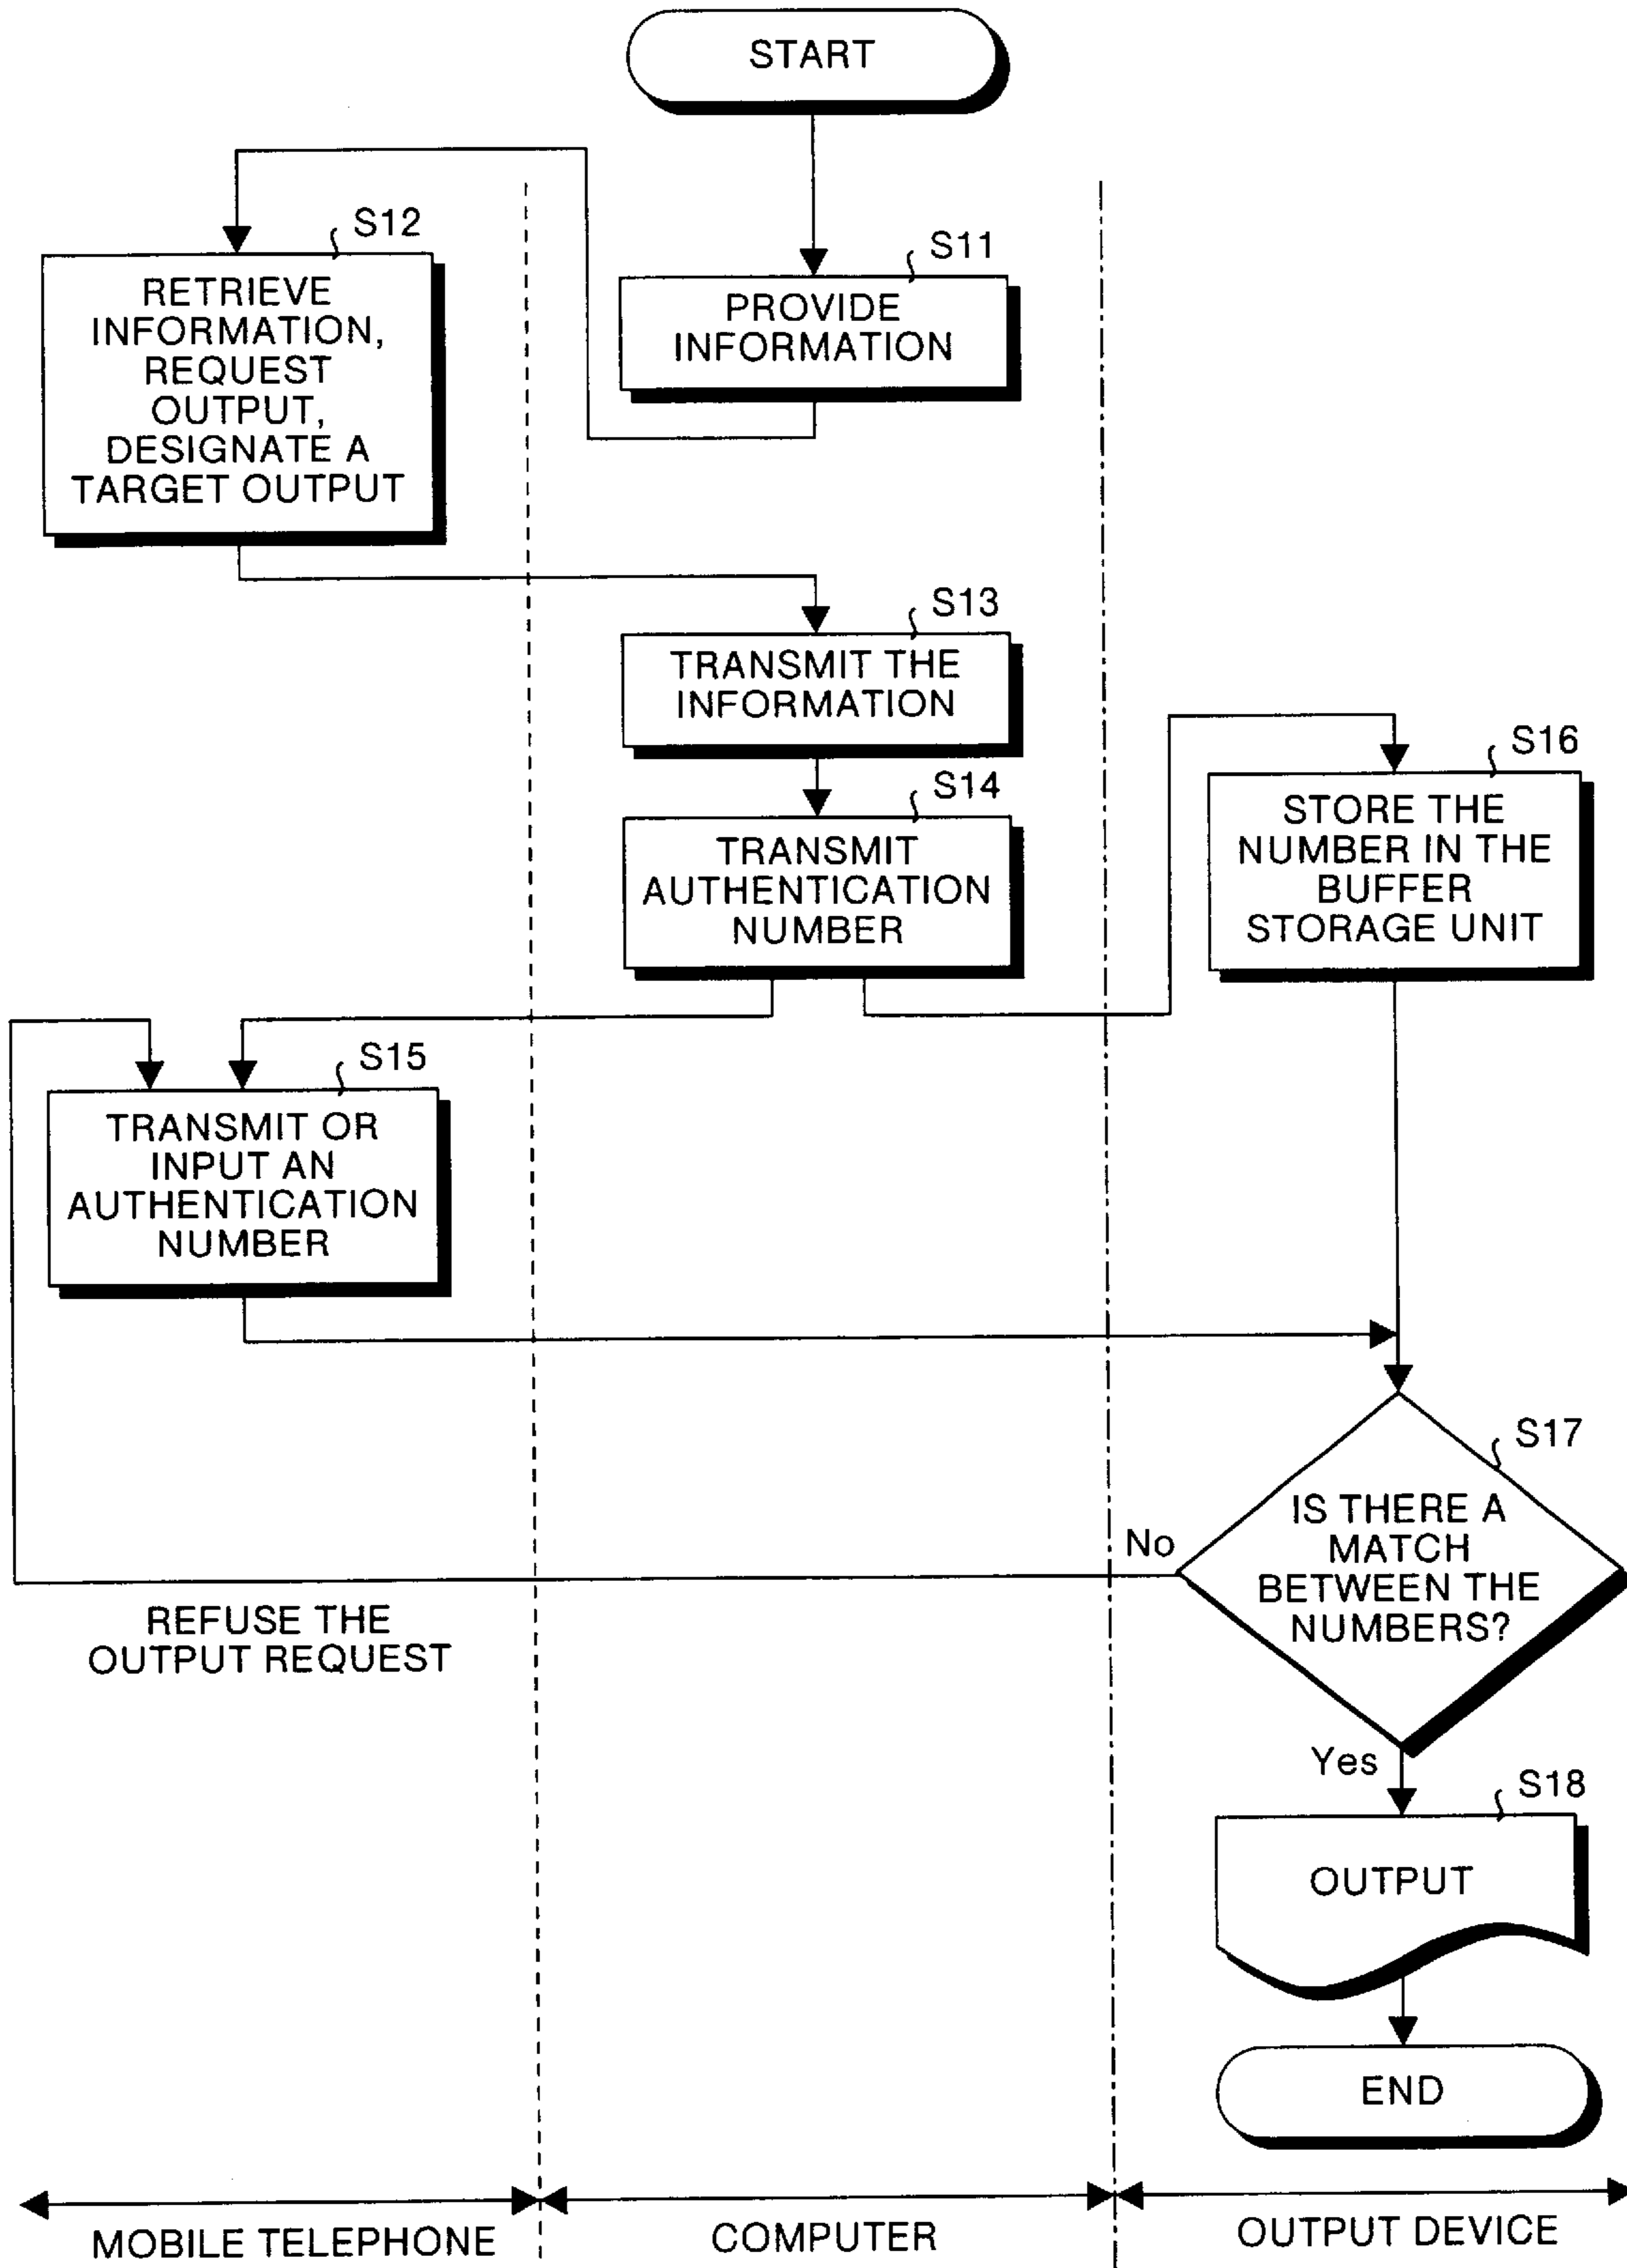 START
S12
RETRIEVE
INFORMATION,
REQUEST
OUTPUT,
DESIGNATE A
TARGET OUTPUT
S11
PROVIDE
INFORMATION
S13
TRANSMIT THE
INFORMATION
S14
TRANSMIT
AUTHENTICATION
NUMBER
S16
STORE THE
NUMBER IN THE
BUFFER
STORAGE UNIT
S15
TRANSMIT OR
INPUT AN
AUTHENTICATION
NUMBER
S17
IS THERE A
MATCH
BETWEEN THE
NUMBERS?
No
REFUSE THE
OUTPUT REQUEST
Yes
S18
OUTPUT
END
MOBILE TELEPHONE
COMPUTER
OUTPUT DEVICE